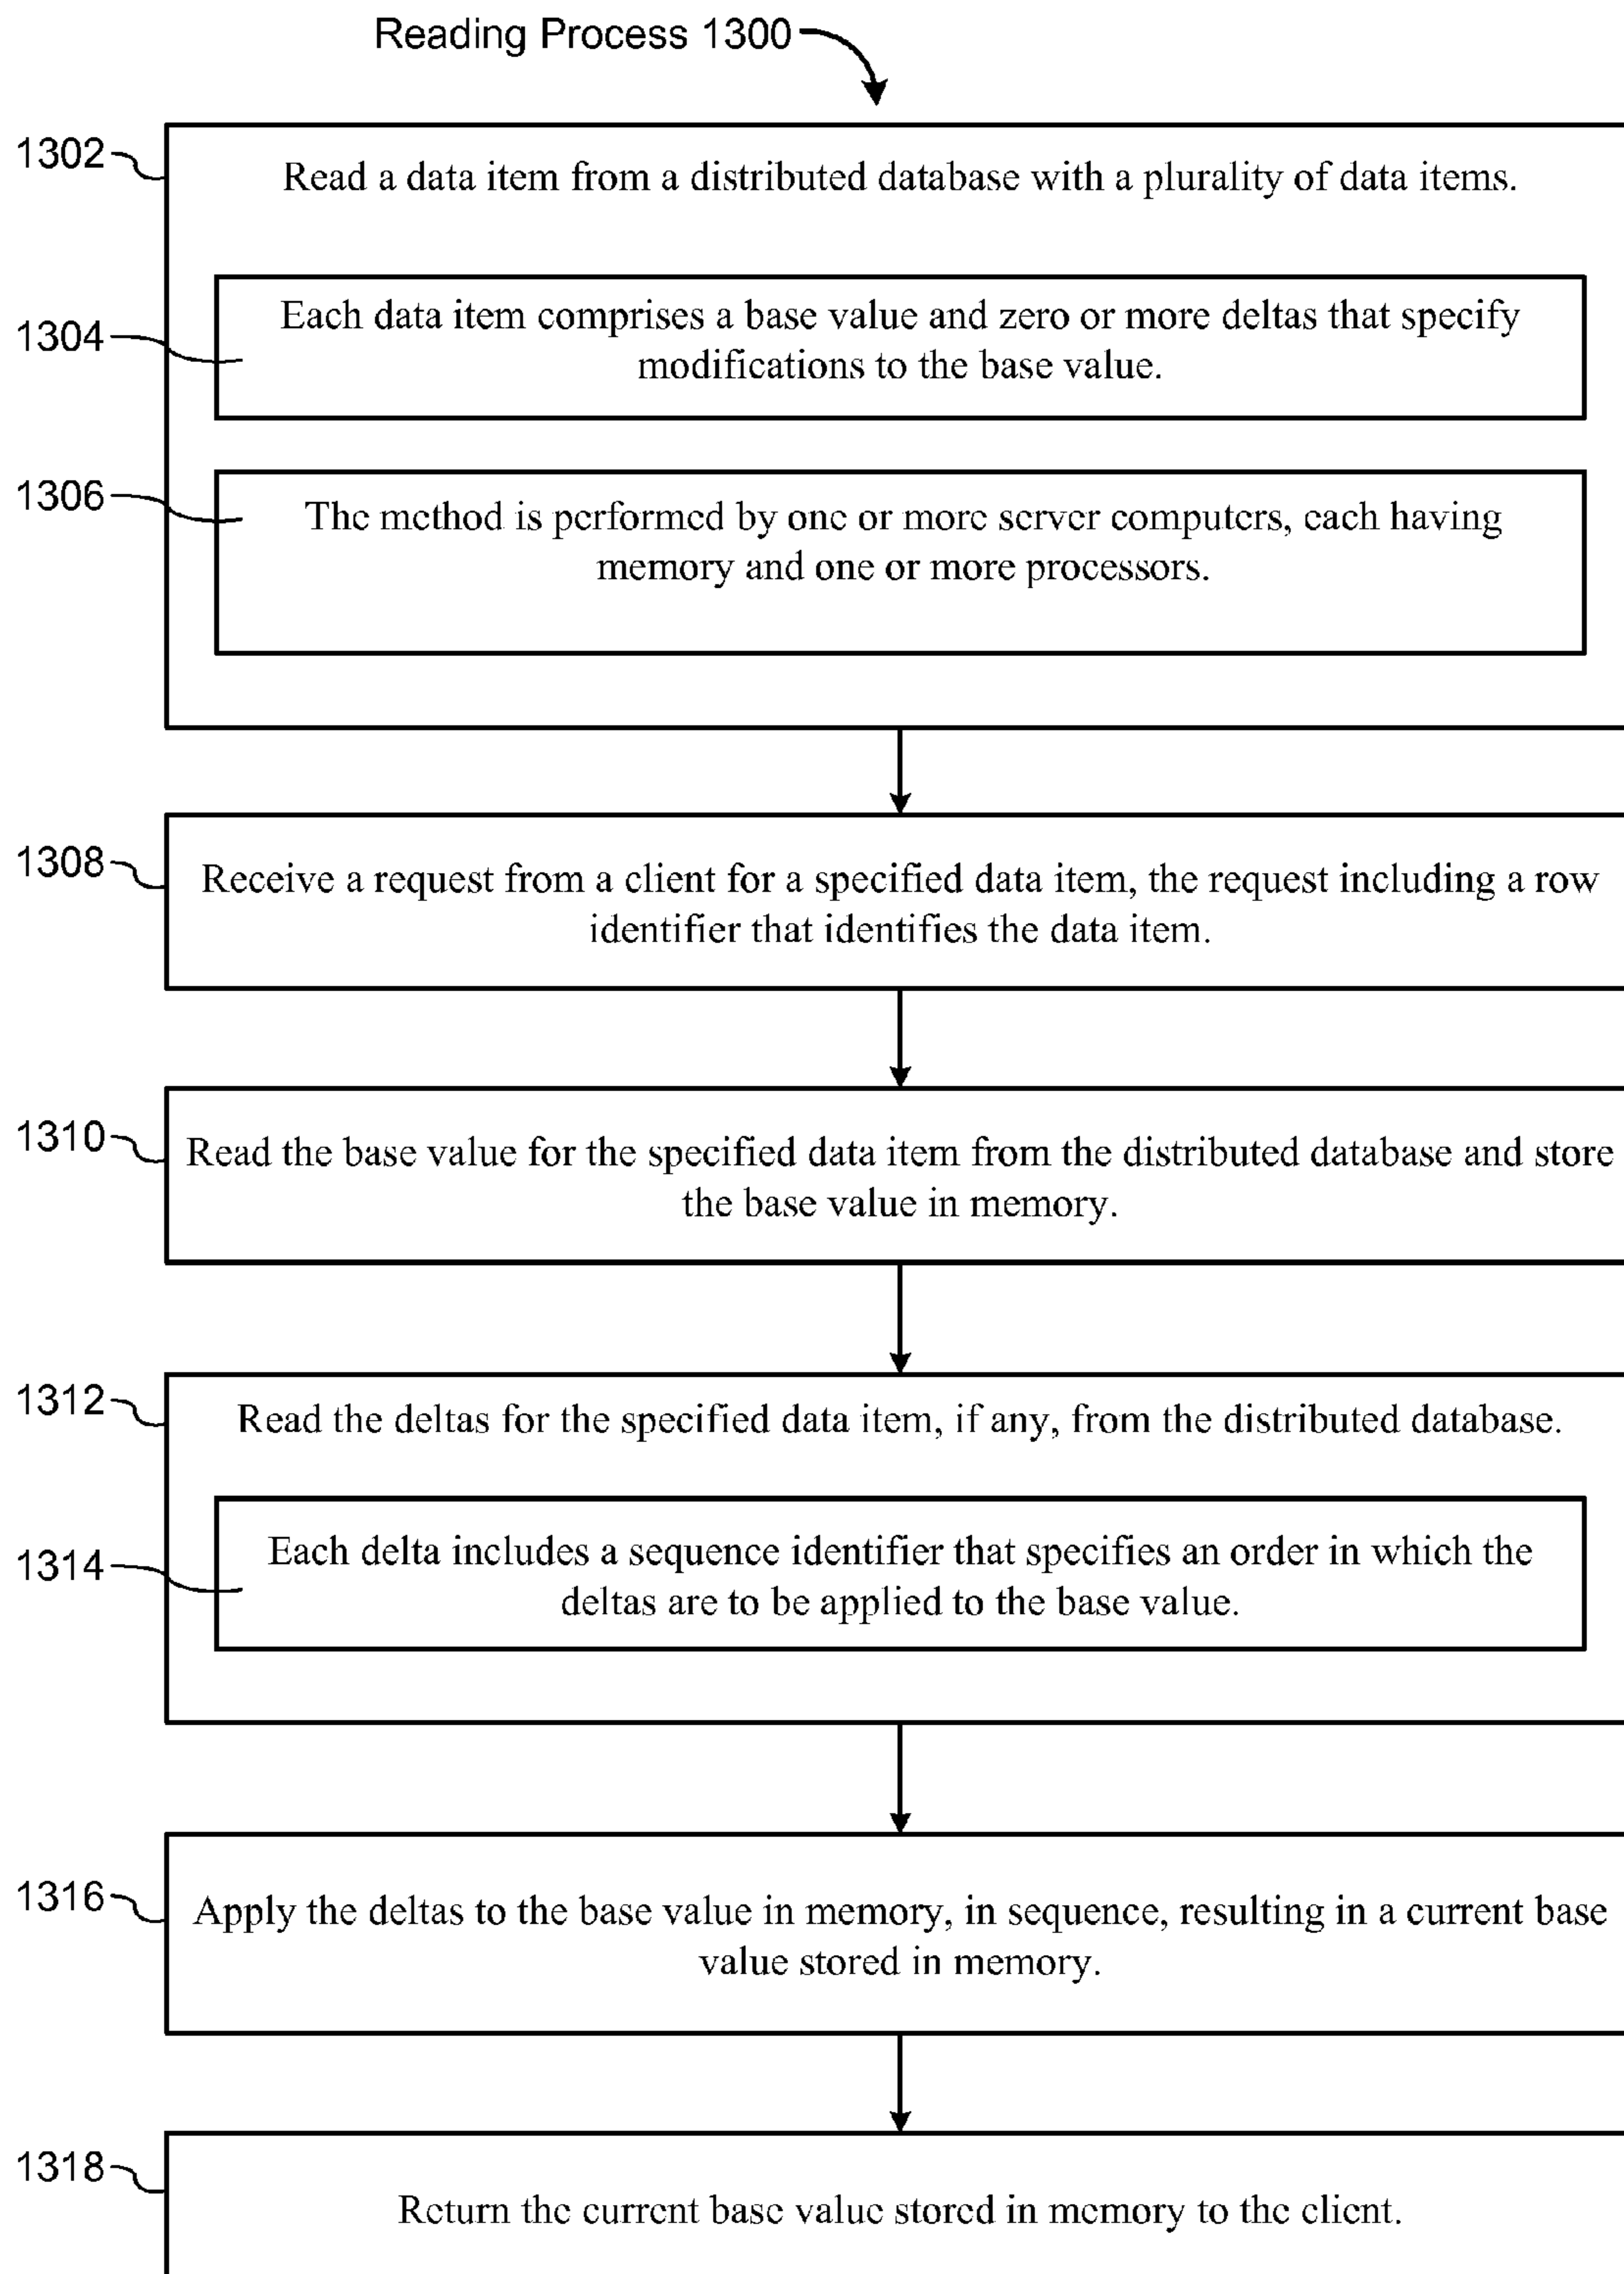 Reading Process 1300
1302
Read a data item from a distributed database with a plurality of data items.
1304
Each data item comprises a base value and zero or more deltas that specify
modifications to the base value.
1306
The method is performed by one or more server computers, each having
memory and one or more processors.
1308
Receive a request from a client for a specified data item, the request including a row
identifier that identifies the data item.
1310
Read the base value for the specified data item from the distributed database and store
the base value in memory.
1312
Read the deltas for the specified data item, if any, from the distributed database.
1314
Each delta includes a sequence identifier that specifies an order in which the
deltas are to be applied to the base value.
1316
Apply the deltas to the base value in memory, in sequence, resulting in a current base
value stored in memory.
1318
Return the current base value stored in memory to the client.